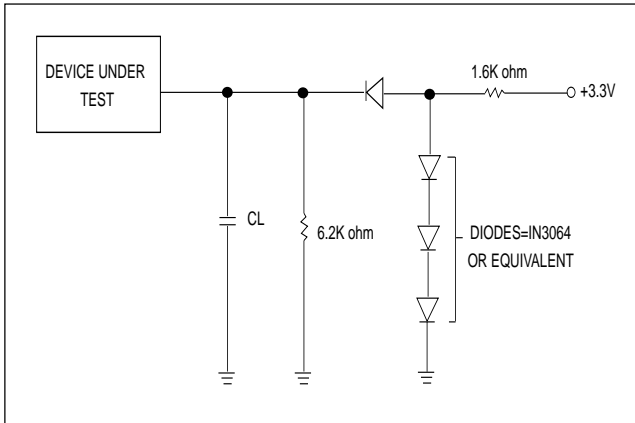 DEVICE UNDER
TEST
1.6K ohm
+3.3V
CL
6.2K ohm
DIODES=IN3064
OR EQUIVALENT